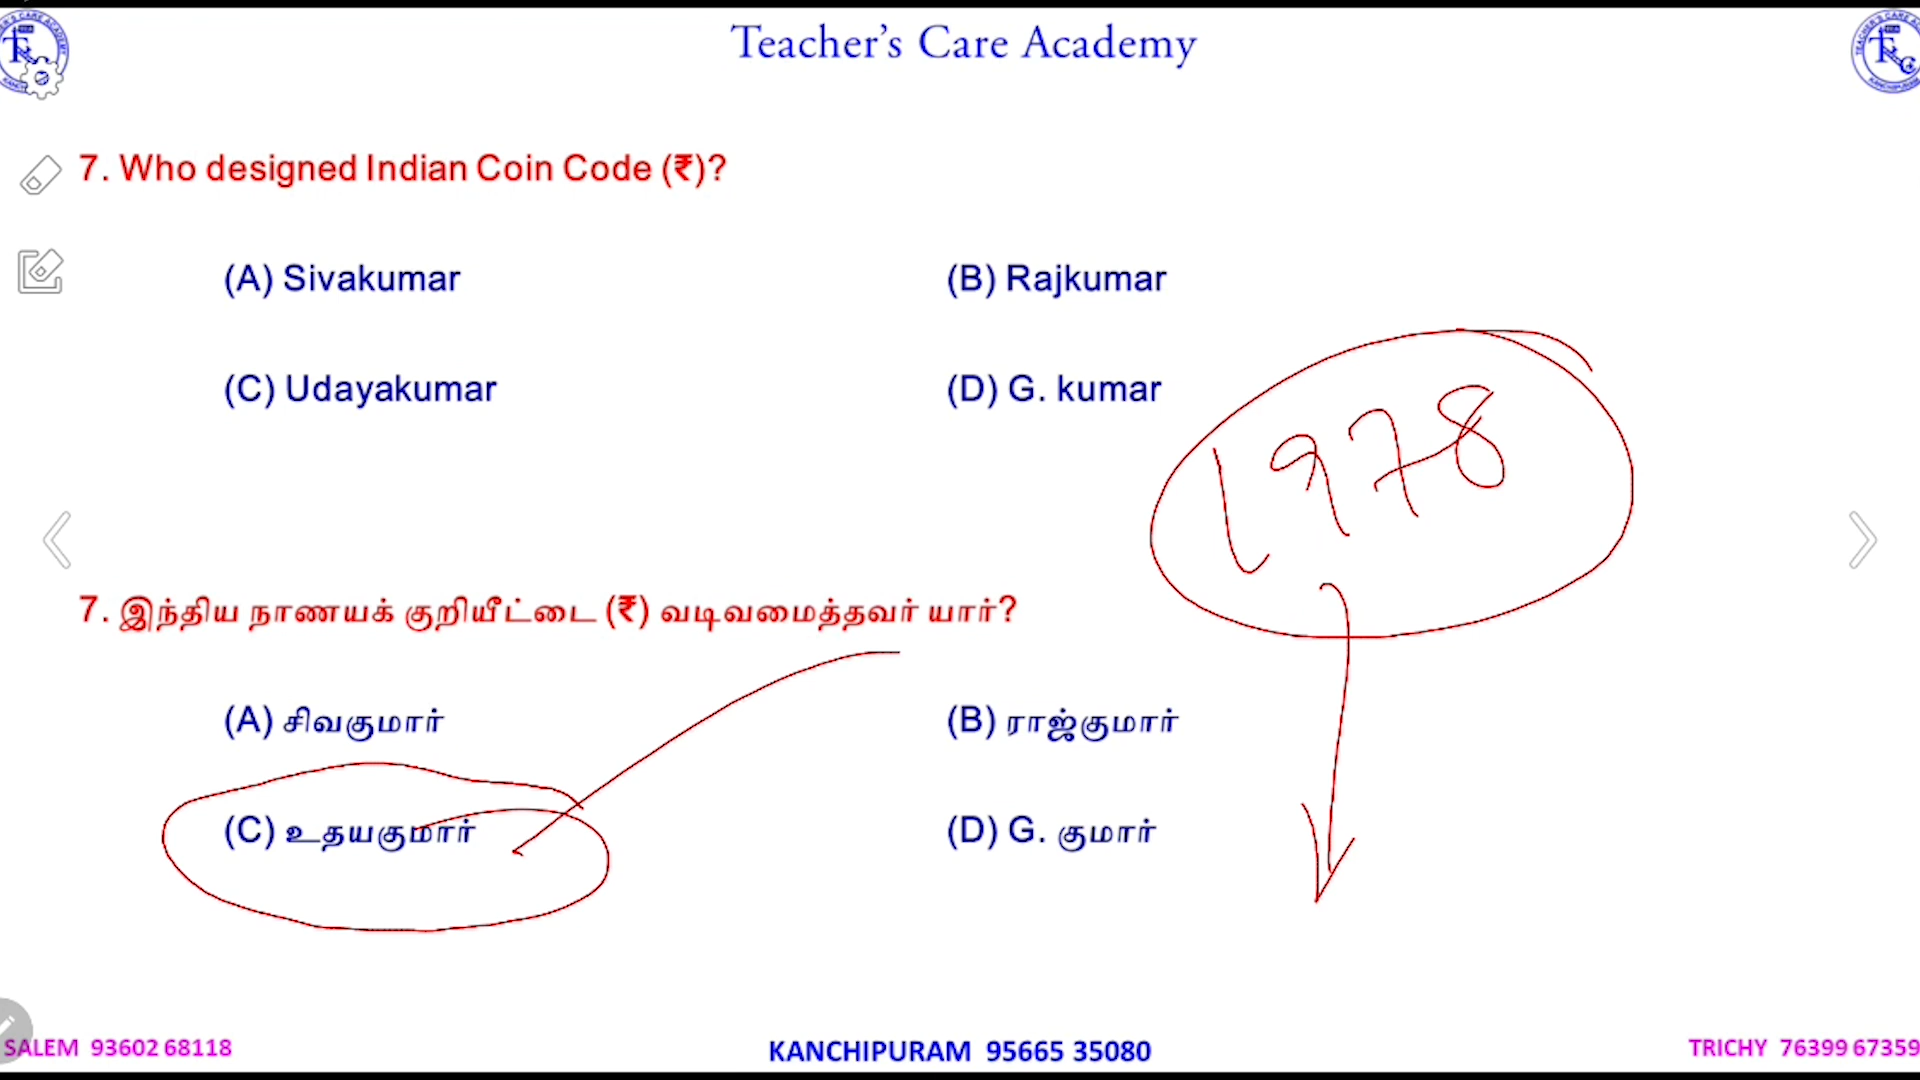 Teacher's Care Academy
7. Who designed Indian Coin Code (₹)?
(A) Sivakumar
(B) Rajkumar
(C) Udayakumar
(D) G. kumar
1978
7. இந்திய நாணயக் குறியீட்டை (₹) வடிவமைத்தவர் யார்?
(A) சிவகுமார்
(B) ராஜ்குமார்
(C) உதயகுமார்
(D) G. குமார்
SALEM 93602 68118
KANCHIPURAM 95665 35080
TRICHY 76399 67359